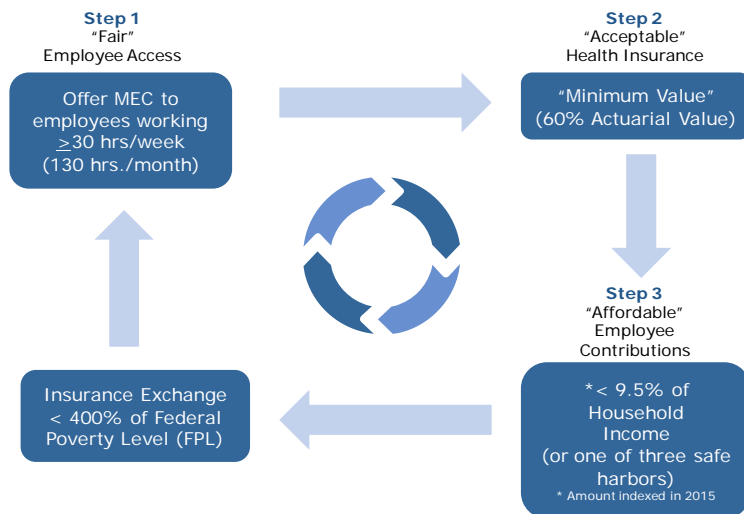 Step 1
“Fair”
Employee Access
Offer MEC to
employees working
>30 hrs/week
(130 hrs./month)
Step 2
“Acceptable”
Health Insurance
“Minimum Value”
(60% Actuarial Value)
Step 3
“Affordable”
Employee
Contributions
*< 9.5% of
Household
Income
(or one of three safe
harbors)
* Amount indexed in 2015
Insurance Exchange
< 400% of Federal
Poverty Level (FPL)